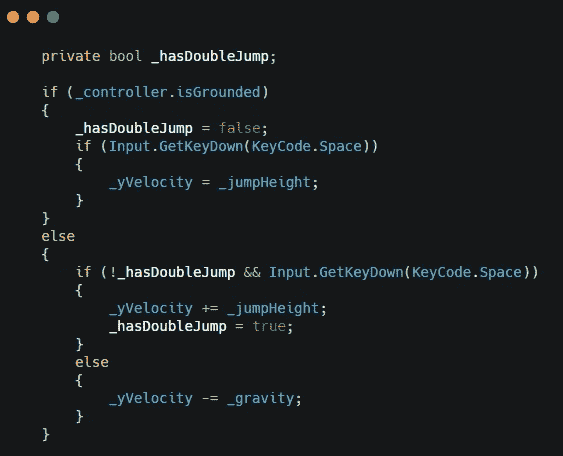 private bool _hasDoubleJump;
if (_controller.isGrounded)
{
_hasDoubleJump = false;
if (Input.GetKeyDown(KeyCode.Space))
{
_yVelocity = _jumpHeight;
}
}
else
{
if (!_hasDoubleJump && Input.GetKeyDown(KeyCode.Space))
{
_yVelocity += _jumpHeight;
_hasDoubleJump = true;
}
else
{
_yVelocity -= _gravity;
}
}